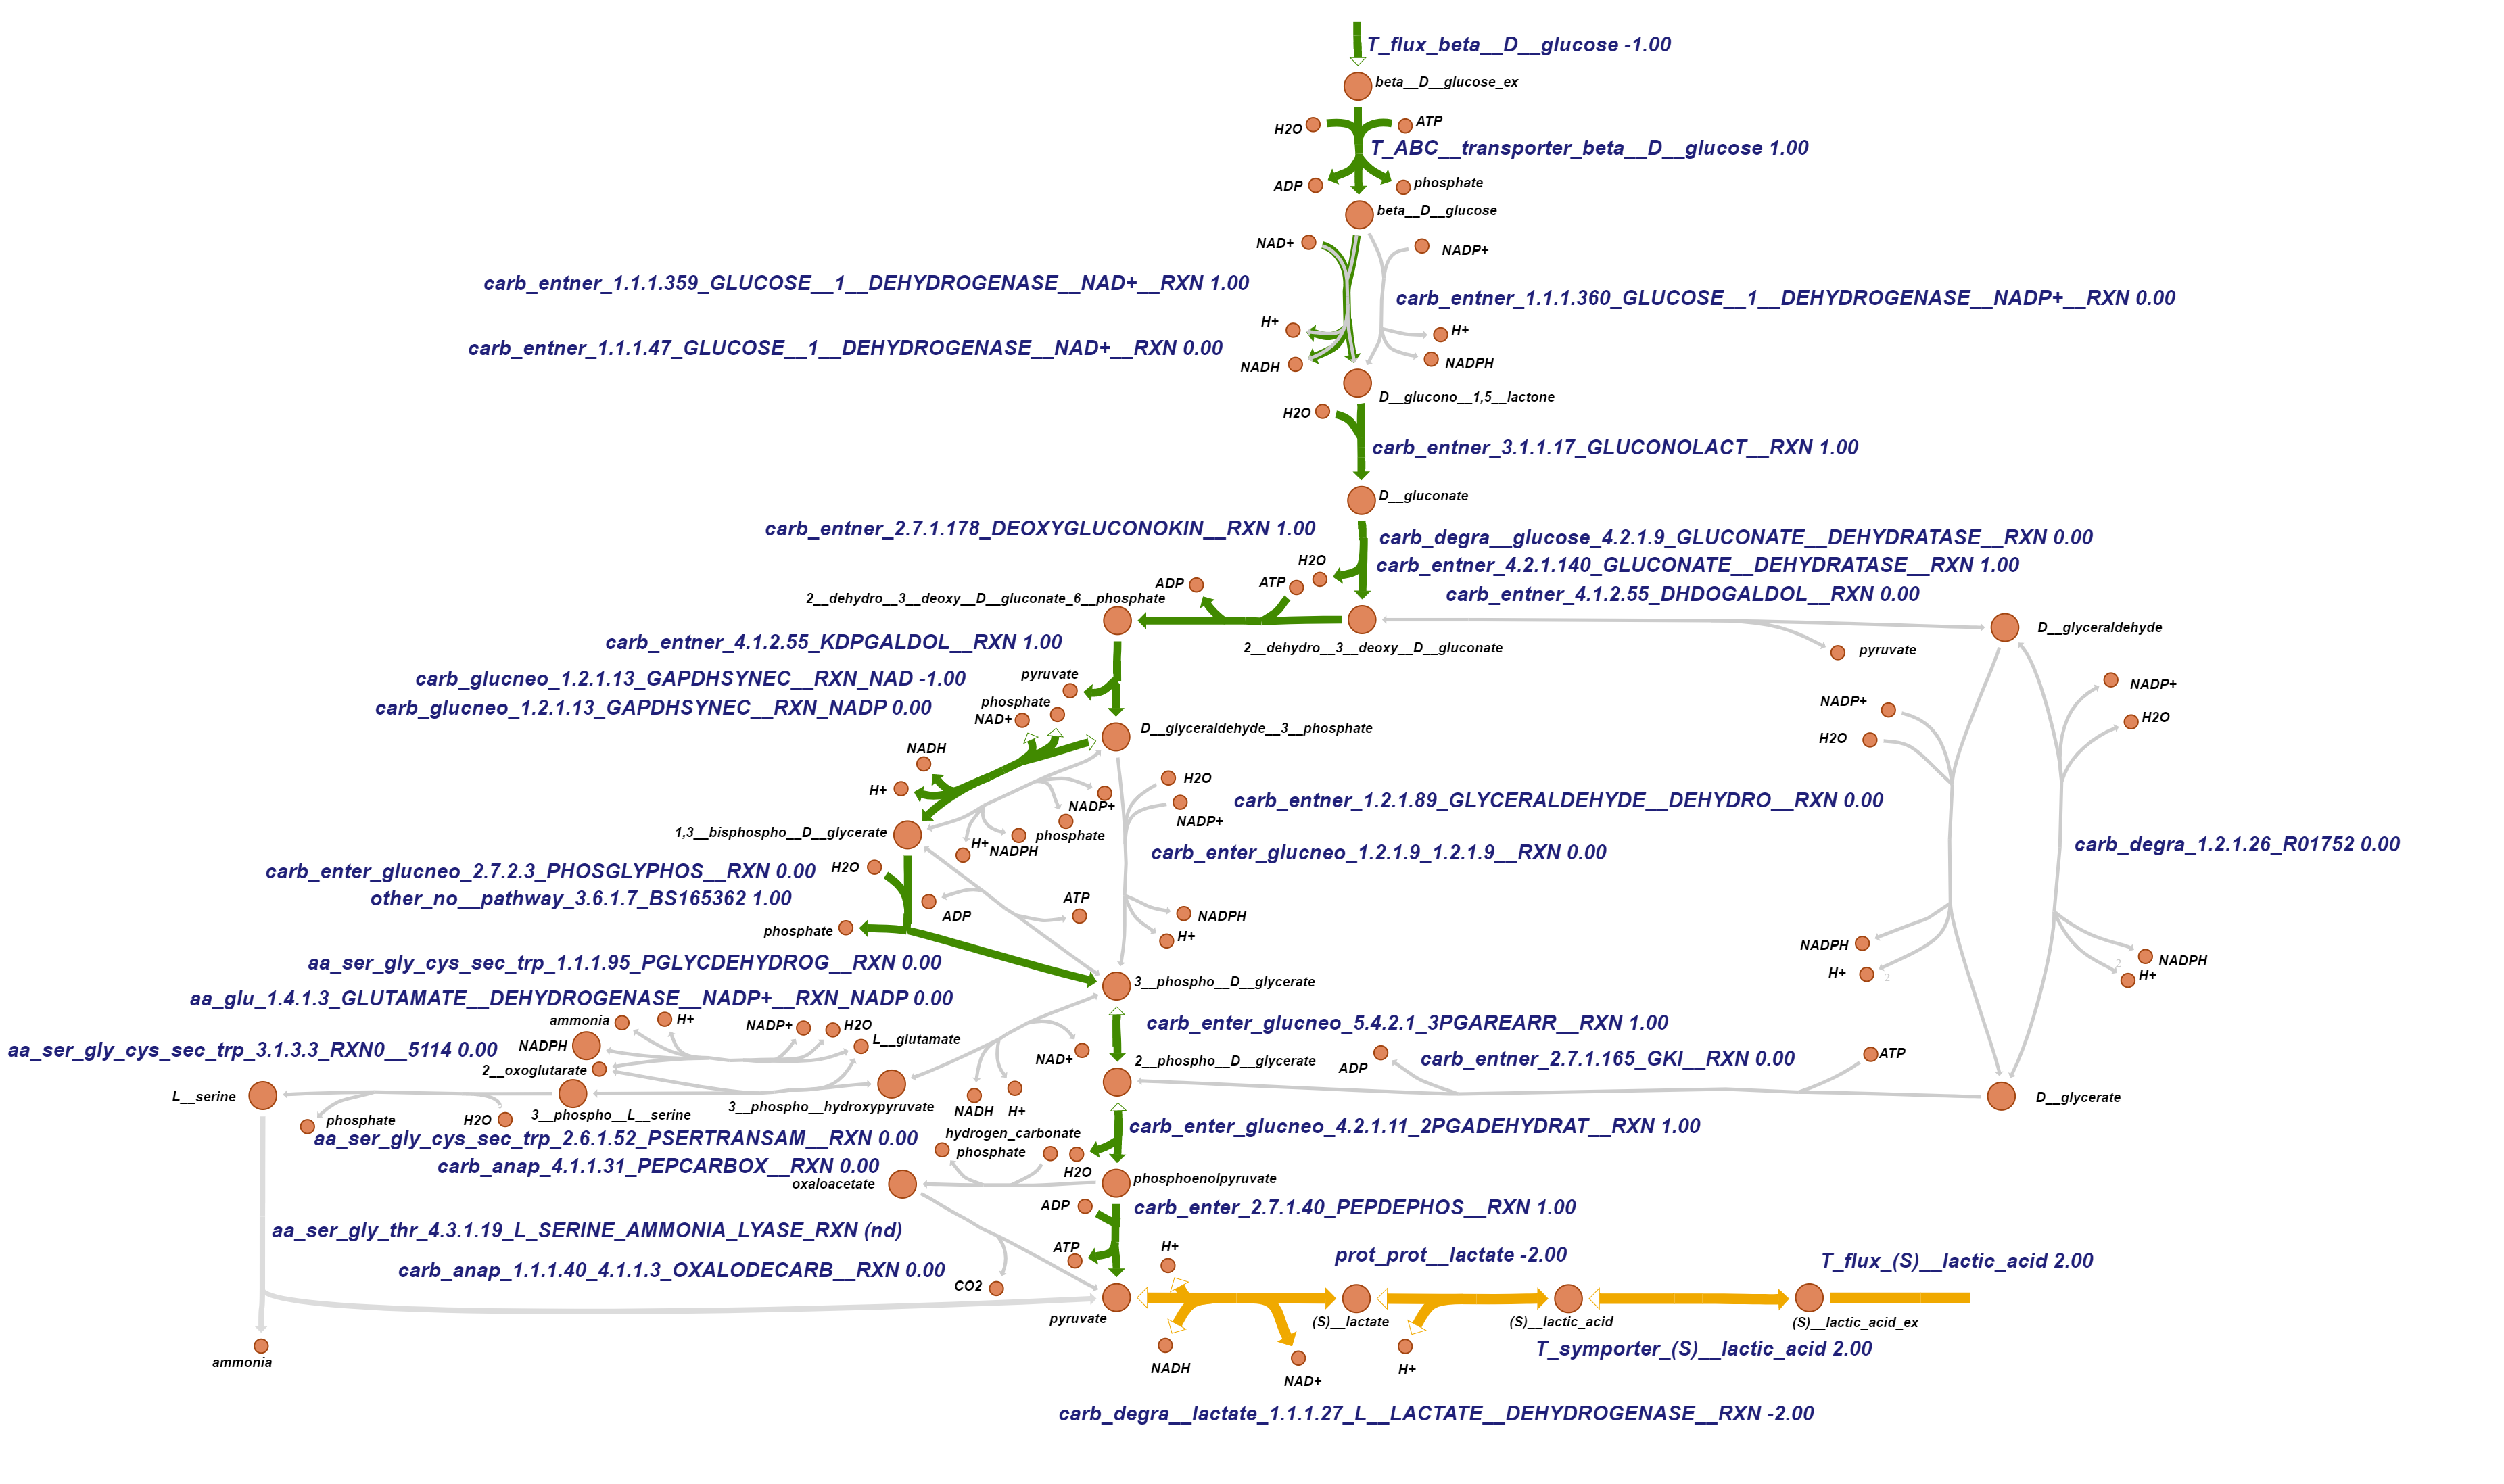 T_flux_beta__D__glucose -1.00
beta__D__glucose_ex
H2O
ATP
T_ABC__transporter_beta__D__glucose 1.00
ADP
phosphate
beta__D__glucose
NAD+
NADP+
carb_entner_1.1.1.359_GLUCOSE__1__DEHYDROGENASE__NAD+__RXN 1.00
carb_entner_1.1.1.360_GLUCOSE__1__DEHYDROGENASE__NADP+__RXN 0.00
H+
H+
carb_entner_1.1.1.47_GLUCOSE__1__DEHYDROGENASE__NAD+__RXN 0.00
NADH
NADPH
D__glucono__1,5__lactone
H2O
carb_entner_3.1.1.17_GLUCONOLACT__RXN 1.00
D__gluconate
carb_entner_2.7.1.178_DEOXYGLUCONOKIN__RXN 1.00
carb_degra__glucose_4.2.1.9_GLUCONATE__DEHYDRATASE__RXN 0.00
H2O
carb_entner_4.2.1.140_GLUCONATE__DEHYDRATASE__RXN 1.00
ADP
ATP
carb_entner_4.1.2.55_DHDOGALDOL__RXN 0.00
2__dehydro__3__deoxy__D__gluconate_6__phosphate
D__glyceraldehyde
carb_entner_4.1.2.55_KDPGALDOL__RXN 1.00
2__dehydro__3__deoxy__D__gluconate
pyruvate
carb_glucneo_1.2.1.13_GAPDHSYNEC__RXN_NAD -1.00
pyruvate
NADP+
phosphate
NADP+
carb_glucneo_1.2.1.13_GAPDHSYNEC__RXN_NADP 0.00
NAD+
H2O
D__glyceraldehyde__3__phosphate
H2O
NADH
H2O
H+
NADP+
carb_entner_1.2.1.89_GLYCERALDEHYDE__DEHYDRO__RXN 0.00
NADP+
1,3__bisphospho__D__glycerate
phosphate
H+
NADPH
carb_enter_glucneo_1.2.1.9_1.2.1.9__RXN 0.00
carb_degra_1.2.1.26_R01752 0.00
carb_enter_glucneo_2.7.2.3_PHOSGLYPHOS__RXN 0.00
H2O
other_no__pathway_3.6.1.7_BS165362 1.00
ATP
ADP
NADPH
phosphate
H+
NADPH
NADPH
aa_ser_gly_cys_sec_trp_1.1.1.95_PGLYCDEHYDROG__RXN 0.00
2
H+
2
H+
3__phospho__D__glycerate
aa_glu_1.4.1.3_GLUTAMATE__DEHYDROGENASE__NADP+__RXN_NADP 0.00
ammonia
H+
NADP+
H2O
carb_enter_glucneo_5.4.2.1_3PGAREARR__RXN 1.00
aa_ser_gly_cys_sec_trp_3.1.3.3_RXN0__5114 0.00
NADPH
L__glutamate
NAD+
2__phospho__D__glycerate
carb_entner_2.7.1.165_GKI__RXN 0.00
ATP
2__oxoglutarate
ADP
L__serine
D__glycerate
3__phospho__hydroxypyruvate
NADH
H+
phosphate
H2O
3__phospho__L__serine
aa_ser_gly_cys_sec_trp_2.6.1.52_PSERTRANSAM__RXN 0.00
hydrogen_carbonate
carb_enter_glucneo_4.2.1.11_2PGADEHYDRAT__RXN 1.00
phosphate
carb_anap_4.1.1.31_PEPCARBOX__RXN 0.00
H2O
oxaloacetate
phosphoenolpyruvate
ADP
carb_enter_2.7.1.40_PEPDEPHOS__RXN 1.00
aa_ser_gly_thr_4.3.1.19_L_SERINE_AMMONIA_LYASE_RXN (nd)
ATP
H+
prot_prot__lactate -2.00
T_flux_(S)__lactic_acid 2.00
carb_anap_1.1.1.40_4.1.1.3_OXALODECARB__RXN 0.00
CO2
pyruvate
(S)__lactate
(S)__lactic_acid
(S)__lactic_acid_ex
T_symporter_(S)__lactic_acid 2.00
ammonia
NADH
H+
NAD+
carb_degra__lactate_1.1.1.27_L__LACTATE__DEHYDROGENASE__RXN -2.00